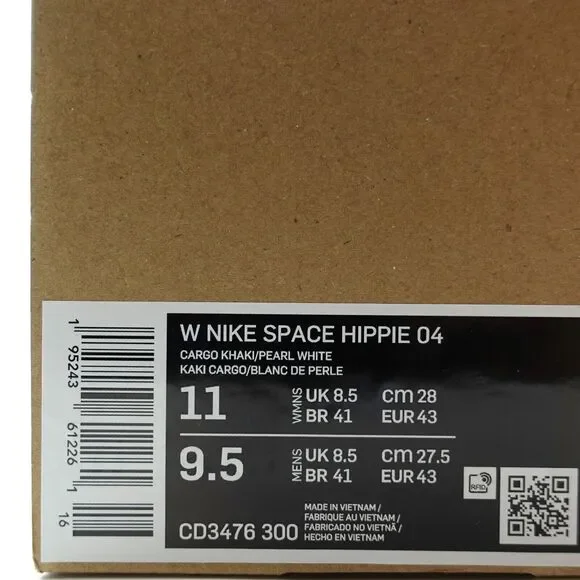 W NIKE SPACE HIPPIE 04
CARGO KHAKI/PEARL WHITE
KAKI CARGO/BLANC DE PERLE
11
WMNS
UK 8.5 cm 28
BR 41 EUR 43
9.5
MENS
UK 8.5 cm 27.5
BR 41 EUR 43
CD3476 300
MADE IN VIETNAM /
FABRIQUE AU VIETNAM /
FABRICADO NO VIETNÃ /
HECHO EN VIETNAM
RFID
1 95243 61226 1 16